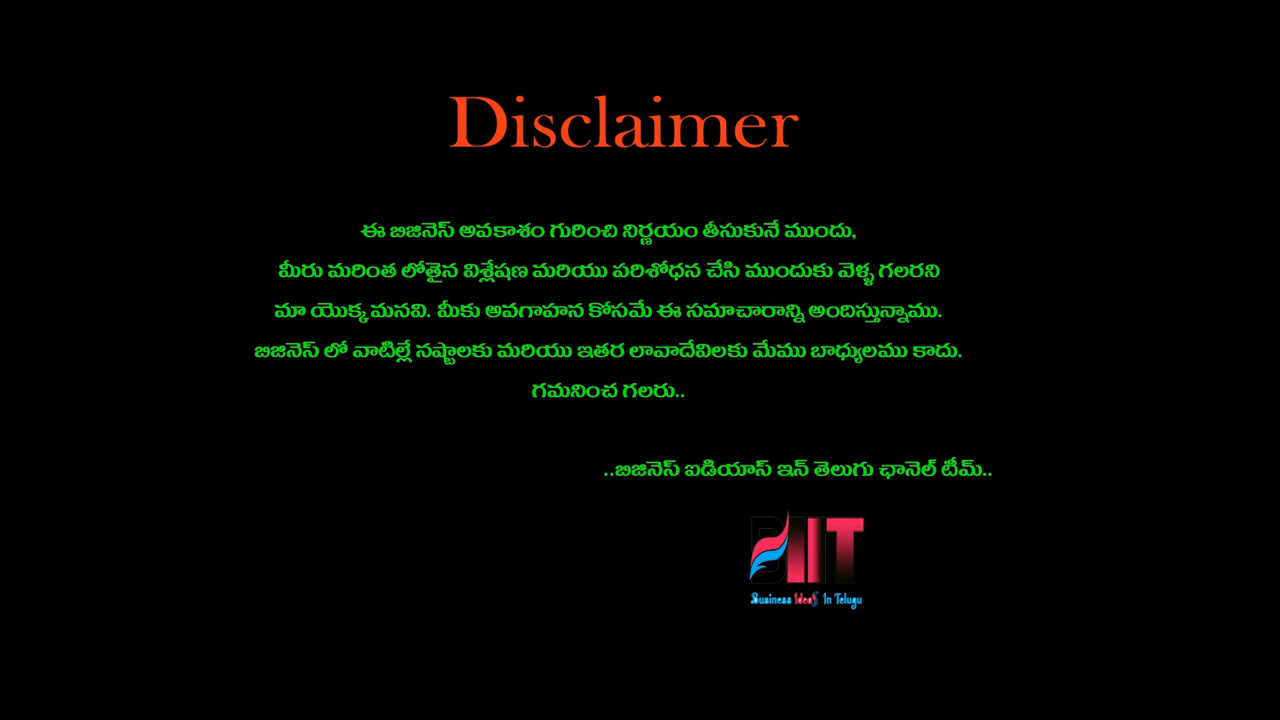 Disclaimer
ఈ బిజినెస్ అవకాశం గురించి నిర్ణయం తీసుకునే ముందు,
మీరు మరింత లోతైన విశ్లేషణ మరియు పరిశోధన చేసి ముందుకు వెళ్ళ గలరని
మా యొక్క మనవి. మీకు అవగాహన కోసమే ఈ సమాచారాన్ని అందిస్తున్నాము.
బిజినెస్ లో వాటిల్లే నష్టాలకు మరియు ఇతర లావాదేవిలకు మేము బాధ్యులము కాదు.
గమనించ గలరు..
..బిజినెస్ ఐడియాస్ ఇన్ తెలుగు ఛానెల్ టీమ్..
BIIT
Business IdeaS In Telugu